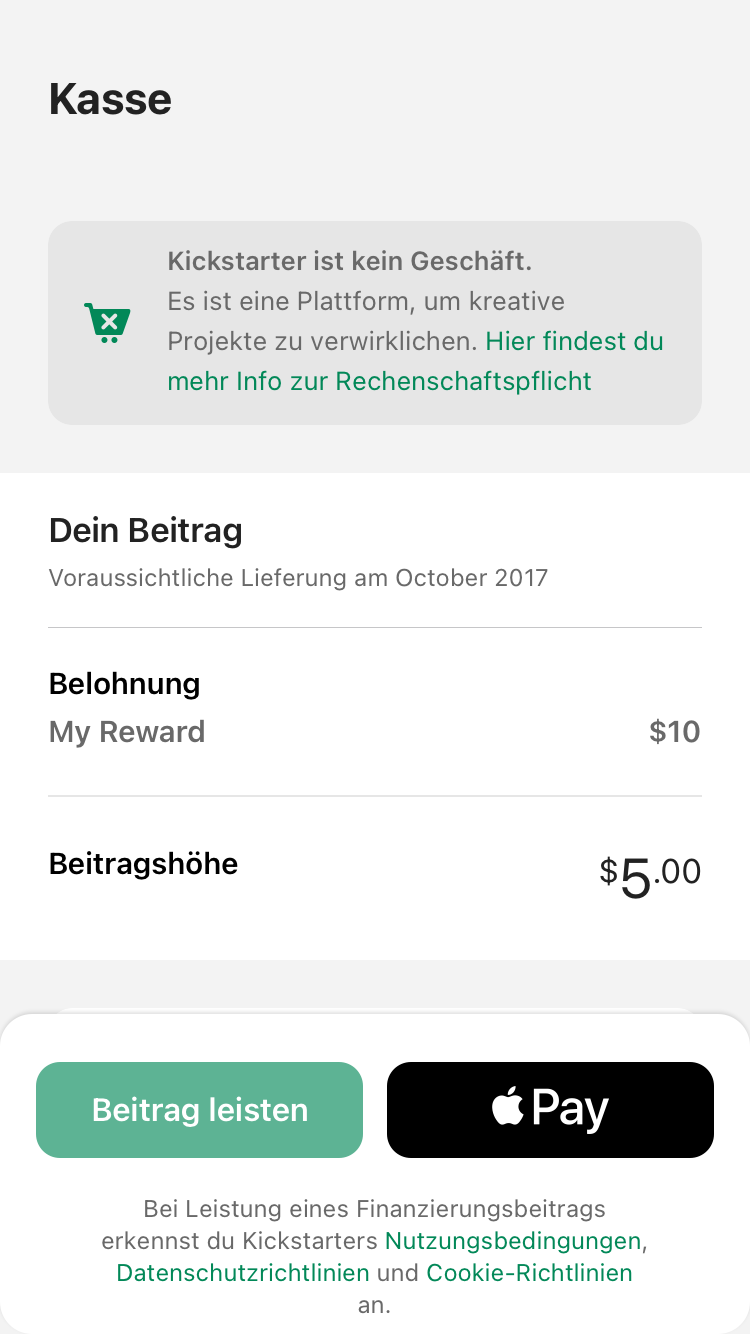 Kasse
Kickstarter ist kein Geschäft.
Es ist eine Plattform, um kreative
Projekte zu verwirklichen. Hier findest du
mehr Info zur Rechenschaftspflicht
Dein Beitrag
Voraussichtliche Lieferung am October 2017
Belohnung
My Reward $10
Beitragshöhe $5.00
Beitrag leisten Pay
Bei Leistung eines Finanzierungsbeitrags
erkennst du Kickstarters Nutzungsbedingungen,
Datenschutzrichtlinien und Cookie-Richtlinien
an.